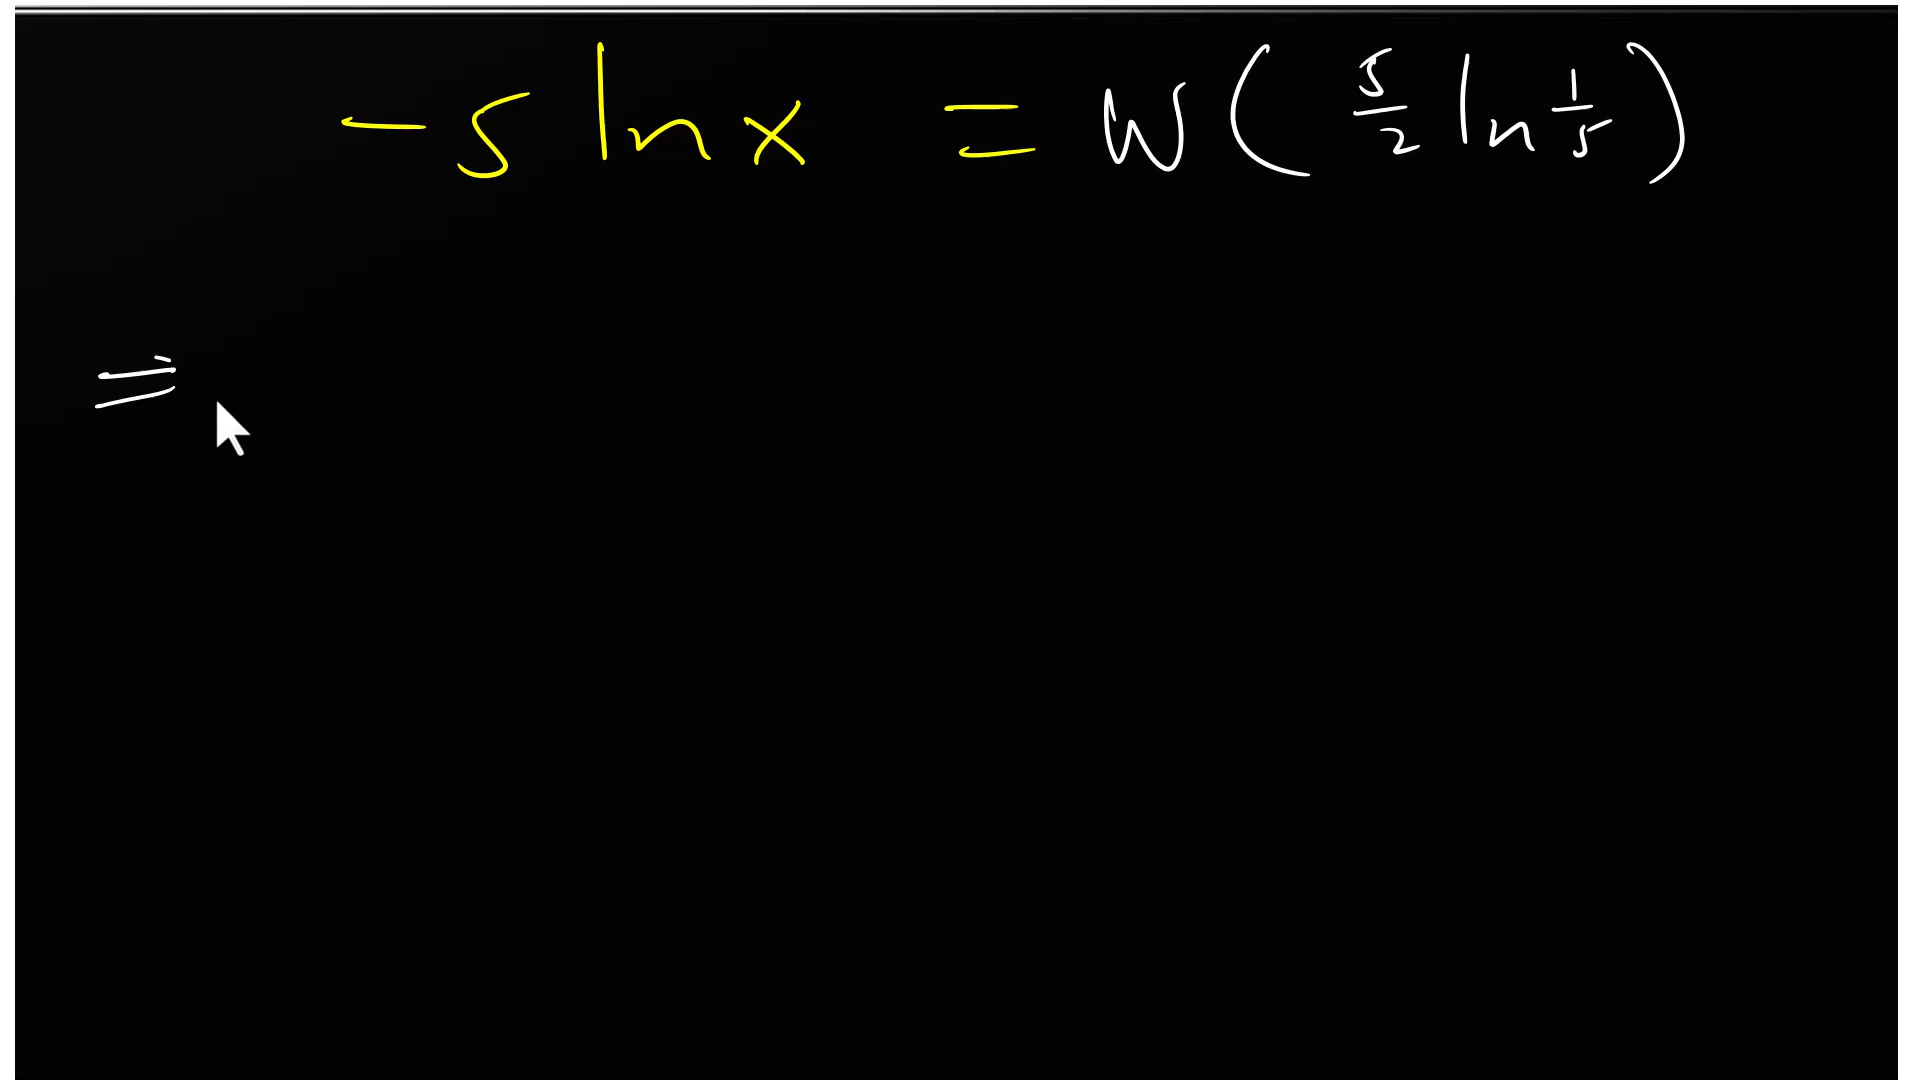 -5 ln x = W( 5/2 ln 1/5 )
⇒